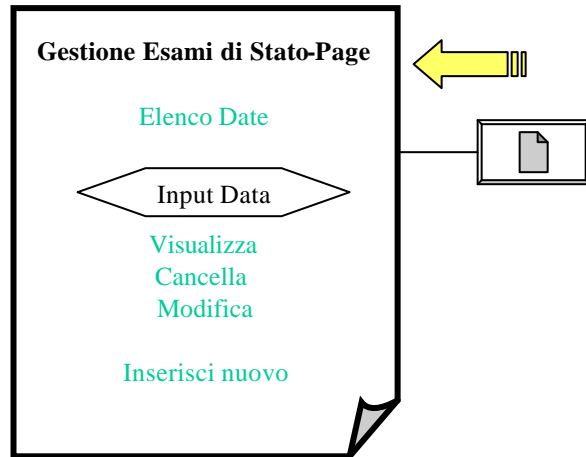 Gestione Esami di Stato-Page
Elenco Date
Input Data
Visualizza
Cancella
Modifica
Inserisci nuovo